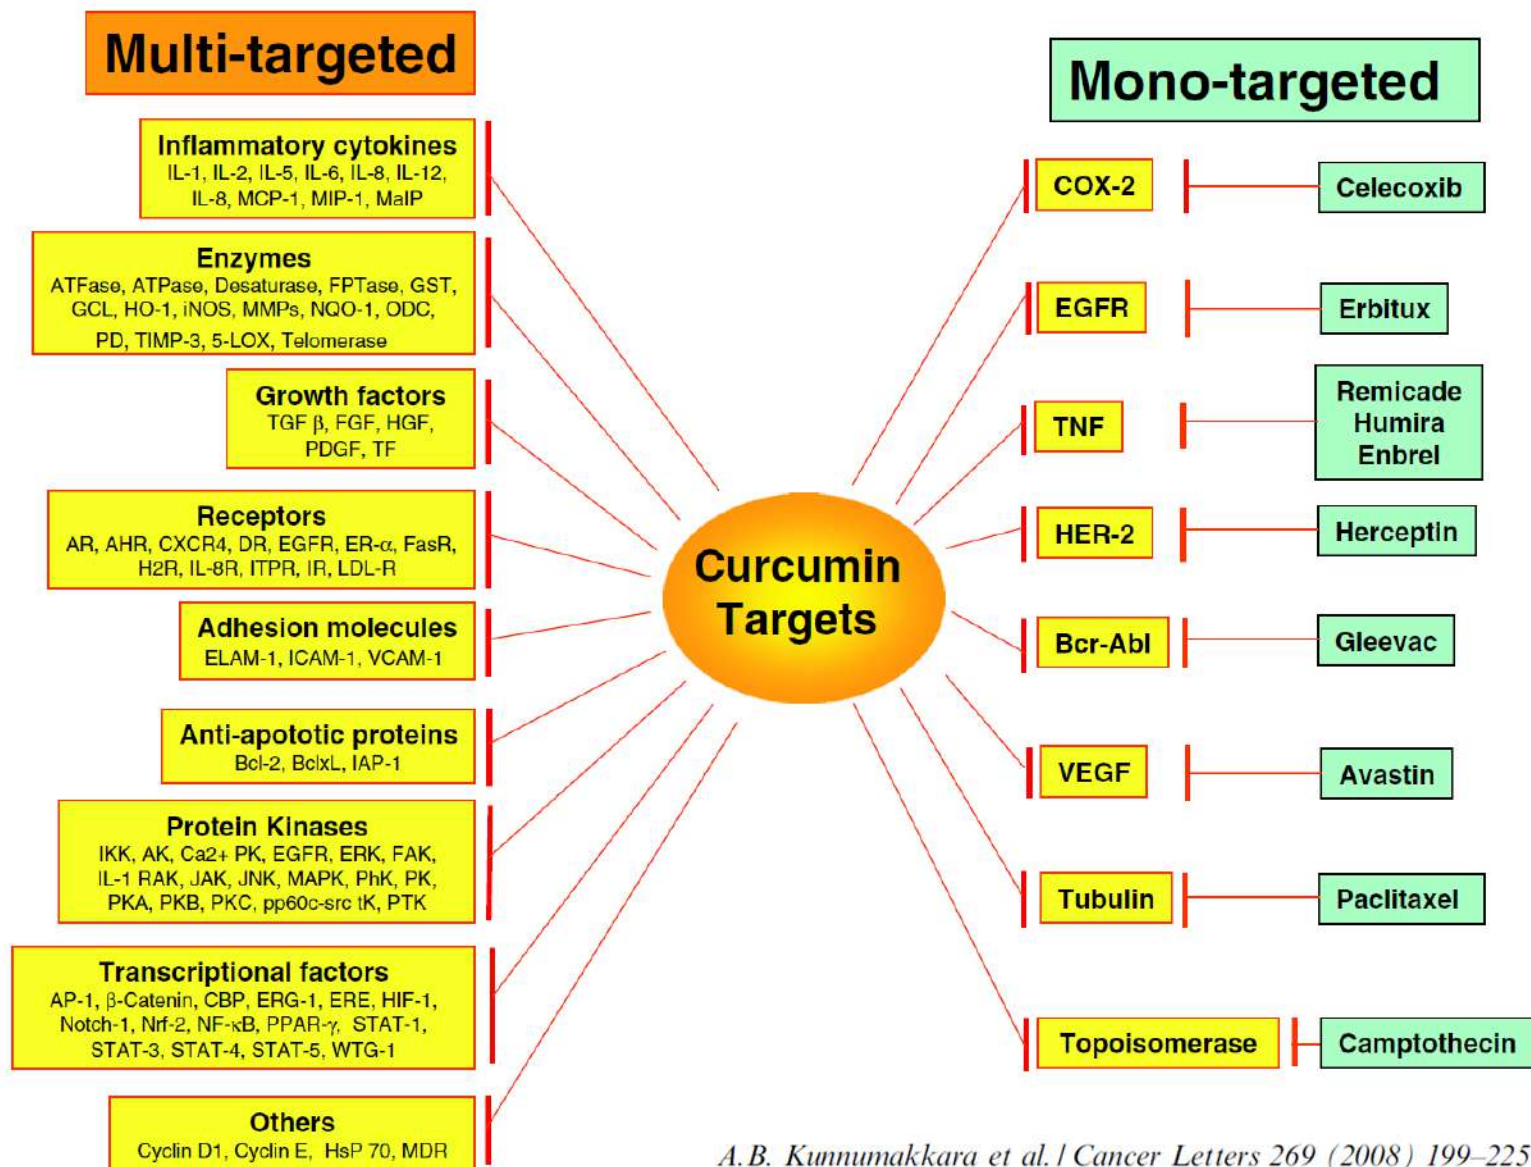 Multi-targeted
Inflammatory cytokines
IL-1, IL-2, IL-5, IL-6, IL-8, IL-12,
IL-8, MCP-1, MIP-1, MaIP
Enzymes
ATFase, ATPase, Desaturase, FPTase, GST,
GCL, HO-1, iNOS, MMPs, NQO-1, ODC,
PD, TIMP-3, 5-LOX, Telomerase
Growth factors
TGF β, FGF, HGF,
PDGF, TF
Receptors
AR, AHR, CXCR4, DR, EGFR, ER-α, FasR,
H2R, IL-8R, ITPR, IR, LDL-R
Adhesion molecules
ELAM-1, ICAM-1, VCAM-1
Anti-apototic proteins
Bcl-2, BclxL, IAP-1
Protein Kinases
IKK, AK, Ca2+ PK, EGFR, ERK, FAK,
IL-1 RAK, JAK, JNK, MAPK, PhK, PK,
PKA, PKB, PKC, pp60c-src tK, PTK
Transcriptional factors
AP-1, β-Catenin, CBP, ERG-1, ERE, HIF-1,
Notch-1, Nrf-2, NF-κB, PPAR-γ, STAT-1,
STAT-3, STAT-4, STAT-5, WTG-1
Others
Cyclin D1, Cyclin E, HsP 70, MDR
Curcumin
Targets
Mono-targeted
COX-2
Celecoxib
EGFR
Erbitux
TNF
Remicade
Humira
Enbrel
HER-2
Herceptin
Bcr-Abl
Gleevac
VEGF
Avastin
Tubulin
Paclitaxel
Topoisomerase
Camptothecin
A.B. Kunnumakkara et al. / Cancer Letters 269 (2008) 199–225